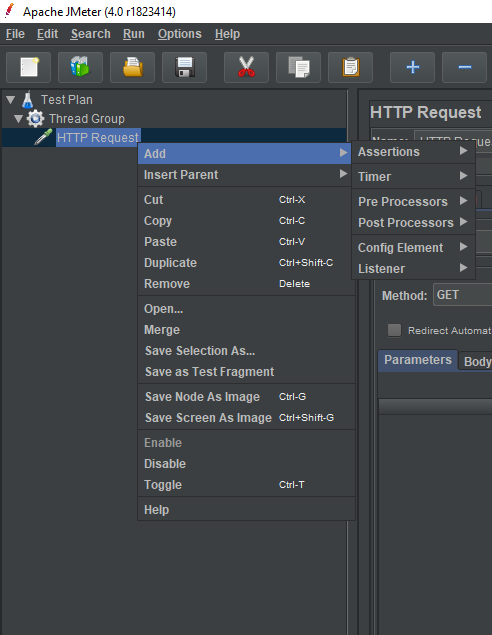 Apache JMeter (4.0 r1823414)
File Edit Search Run Options Help
Test Plan
Thread Group
HTTP Request
HTTP Request
Add
Insert Parent
Cut Ctrl-X
Copy Ctrl-C
Paste Ctrl-V
Duplicate Ctrl+Shift-C
Remove Delete
Open...
Merge
Save Selection As...
Save as Test Fragment
Save Node As Image Ctrl-G
Save Screen As Image Ctrl+Shift-G
Enable
Disable
Toggle Ctrl-T
Help
Assertions
Timer
Pre Processors
Post Processors
Config Element
Listener
Method: GET
Redirect Automat
Parameters Body